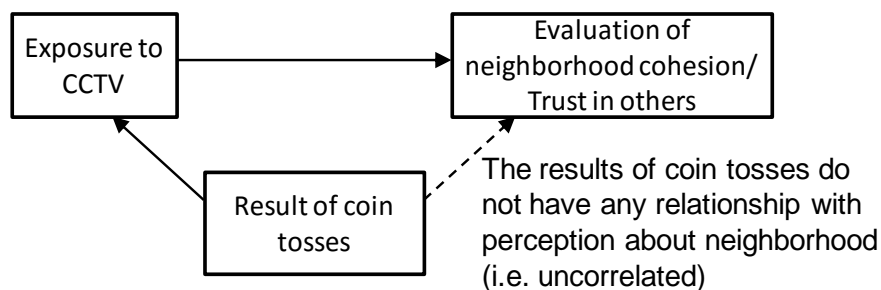 Exposure to
CCTV
Evaluation of
neighborhood cohesion/
Trust in others
Result of coin
tosses
The results of coin tosses do
not have any relationship with
perception about neighborhood
(i.e. uncorrelated)